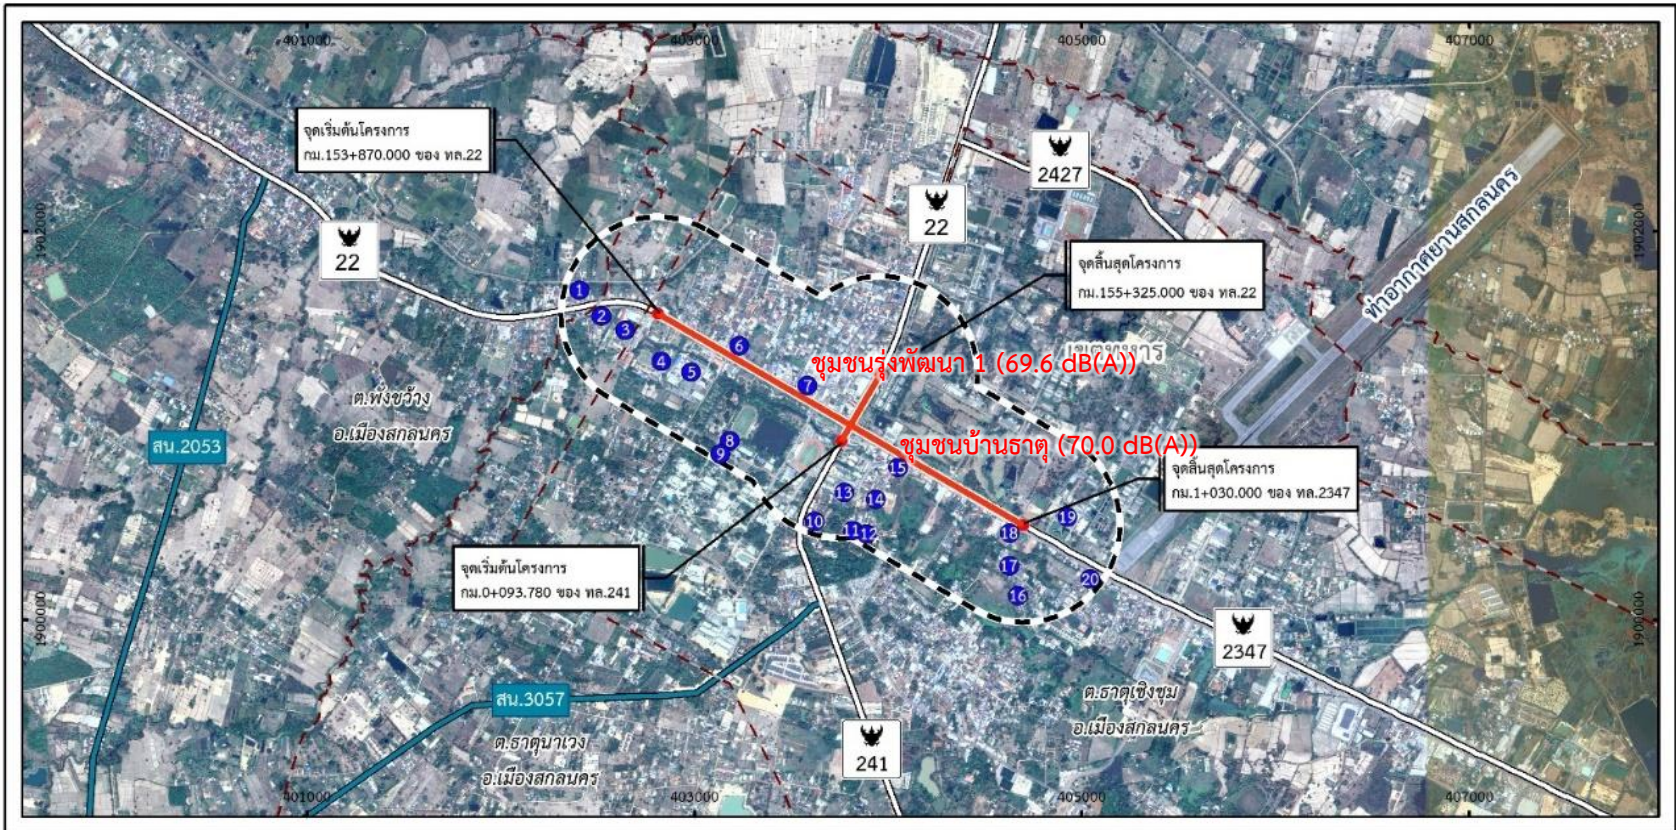 401000
403000
405000
407000
จุดเริ่มต้นโครงการ
กม.153+870.000 ของ ทล.22
2427
22
1902000
1902000
ท่าอากาศยานสกลนคร
22
จุดสิ้นสุดโครงการ
กม.155+325.000 ของ ทล.22
1
2
3
4
5
6
7
ชุมชนรุ่งพัฒนา 1 (69.6 dB(A))
เขตทหาร
ต.พังขว้าง
อ.เมืองสกลนคร
สน.2053
8
9
ชุมชนบ้านธาตุ (70.0 dB(A))
15
จุดสิ้นสุดโครงการ
กม.1+030.000 ของ ทล.2347
13
14
10
11
12
18
19
17
16
20
จุดเริ่มต้นโครงการ
กม.0+093.780 ของ ทล.241
1900000
1900000
2347
สน.3057
ต.ธาตุเชิงชุม
อ.เมืองสกลนคร
ต.ธาตุนาเวง
อ.เมืองสกลนคร
241
401000
403000
405000
407000